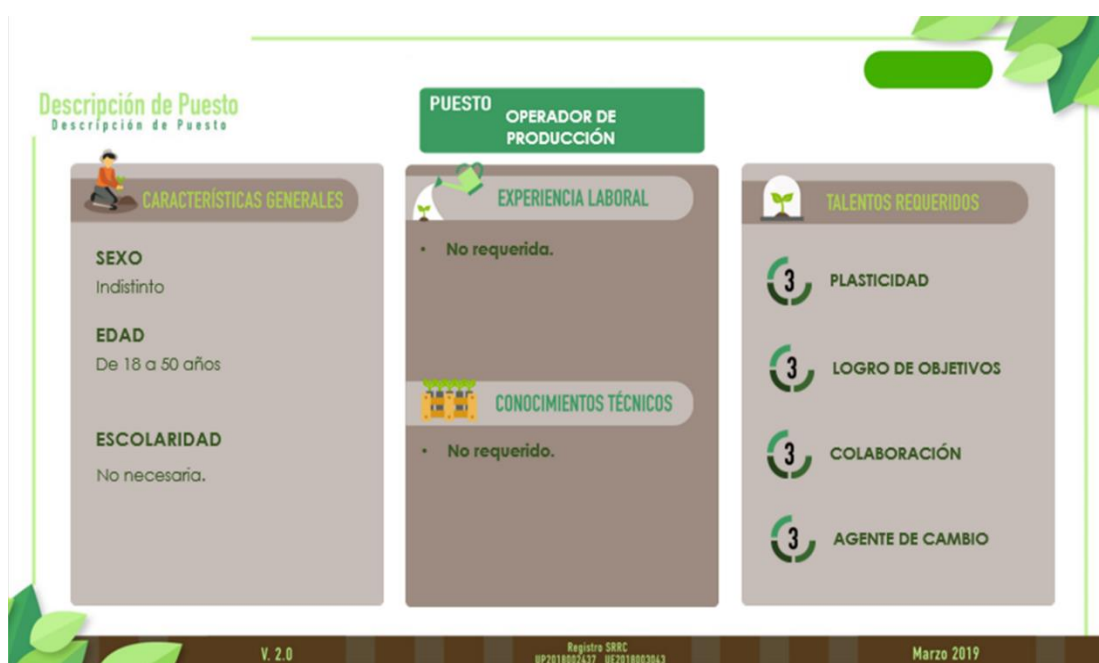 Descripción de Puesto
Descripción de Puesto
PUESTO
OPERADOR DE
PRODUCCIÓN
CARACTERÍSTICAS GENERALES
SEXO
Indistinto
EDAD
De 18 a 50 años
ESCOLARIDAD
No necesaria.
EXPERIENCIA LABORAL
• No requerida.
CONOCIMIENTOS TÉCNICOS
• No requerido.
TALENTOS REQUERIDOS
3 PLASTICIDAD
3 LOGRO DE OBJETIVOS
3 COLABORACIÓN
3 AGENTE DE CAMBIO
V. 2.0
Registro SRRC
UP2018002437 UE2018003043
Marzo 2019